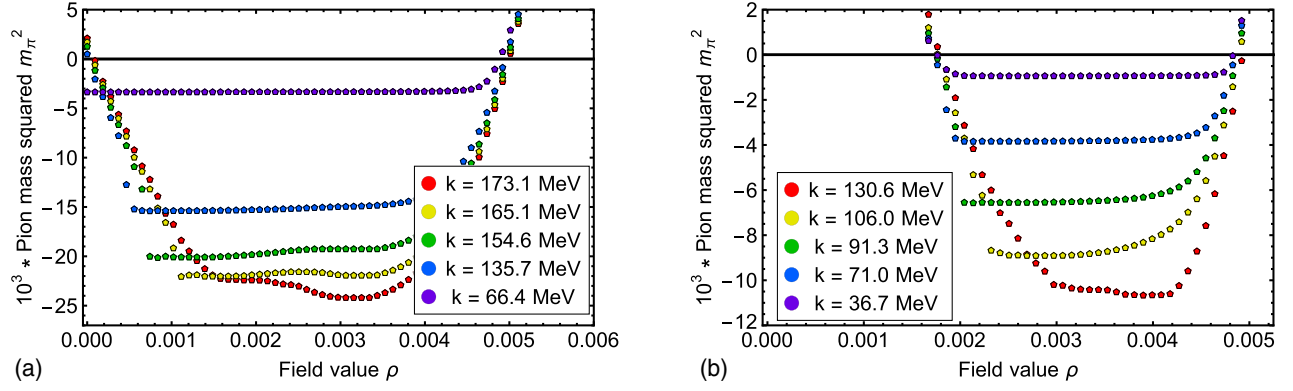 10³ * Pion mass squared mπ²
5
0
−5
−10
−15
−20
−25
k = 173.1 MeV
k = 165.1 MeV
k = 154.6 MeV
k = 135.7 MeV
k = 66.4 MeV
0.000 0.001 0.002 0.003 0.004 0.005 0.006
Field value ρ
(a)
10³ * Pion mass squared mπ²
2
0
−2
−4
−6
−8
−10
−12
k = 130.6 MeV
k = 106.0 MeV
k = 91.3 MeV
k = 71.0 MeV
k = 36.7 MeV
0.000 0.001 0.002 0.003 0.004 0.005
Field value ρ
(b)